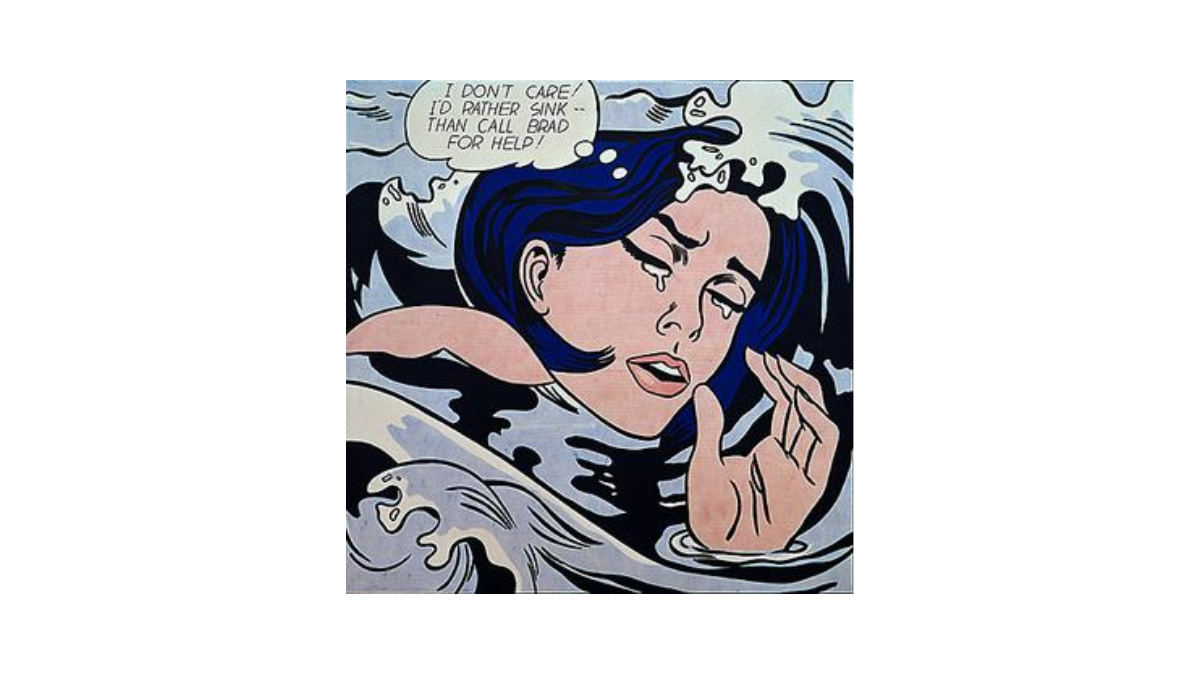 I DON'T CARE!
I'D RATHER SINK --
THAN CALL BRAD
FOR HELP!